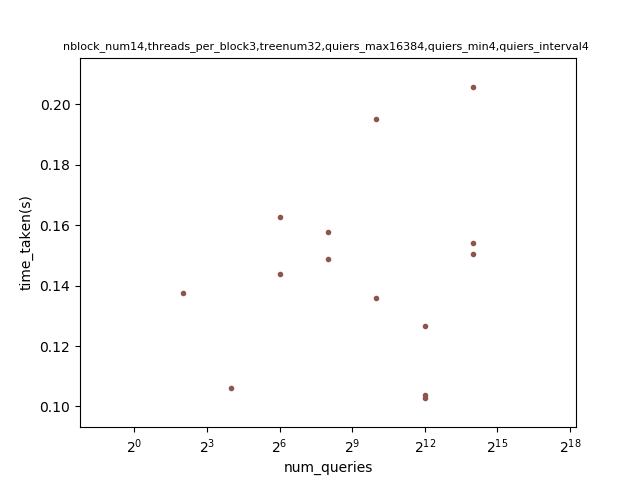 nblock_num14,threads_per_block3,treenum32,quiers_max16384,quiers_min4,quiers_interval4
0.20
0.18
0.16
0.14
0.12
0.10
time_taken(s)
2^0 2^3 2^6 2^9 2^12 2^15 2^18
num_queries